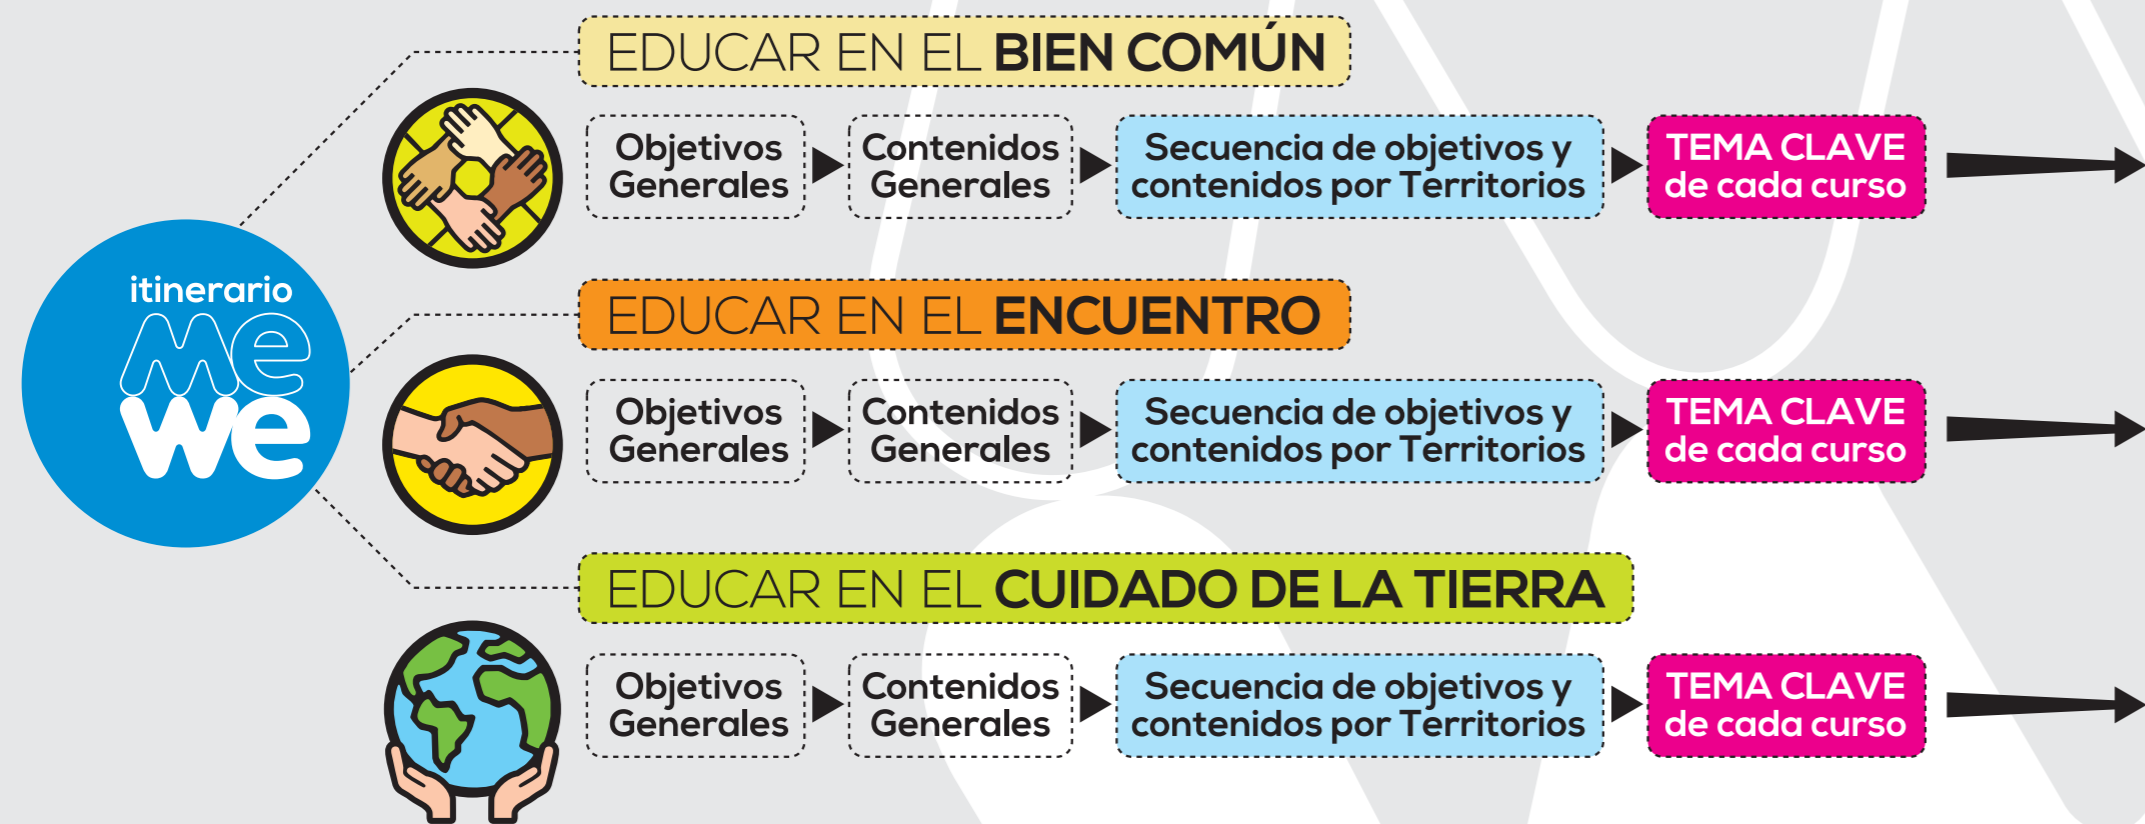 itinerario
Me
We
EDUCAR EN EL BIEN COMÚN
Objetivos
Generales
Contenidos
Generales
Secuencia de objetivos y
contenidos por Territorios
TEMA CLAVE
de cada curso
EDUCAR EN EL ENCUENTRO
Objetivos
Generales
Contenidos
Generales
Secuencia de objetivos y
contenidos por Territorios
TEMA CLAVE
de cada curso
EDUCAR EN EL CUIDADO DE LA TIERRA
Objetivos
Generales
Contenidos
Generales
Secuencia de objetivos y
contenidos por Territorios
TEMA CLAVE
de cada curso